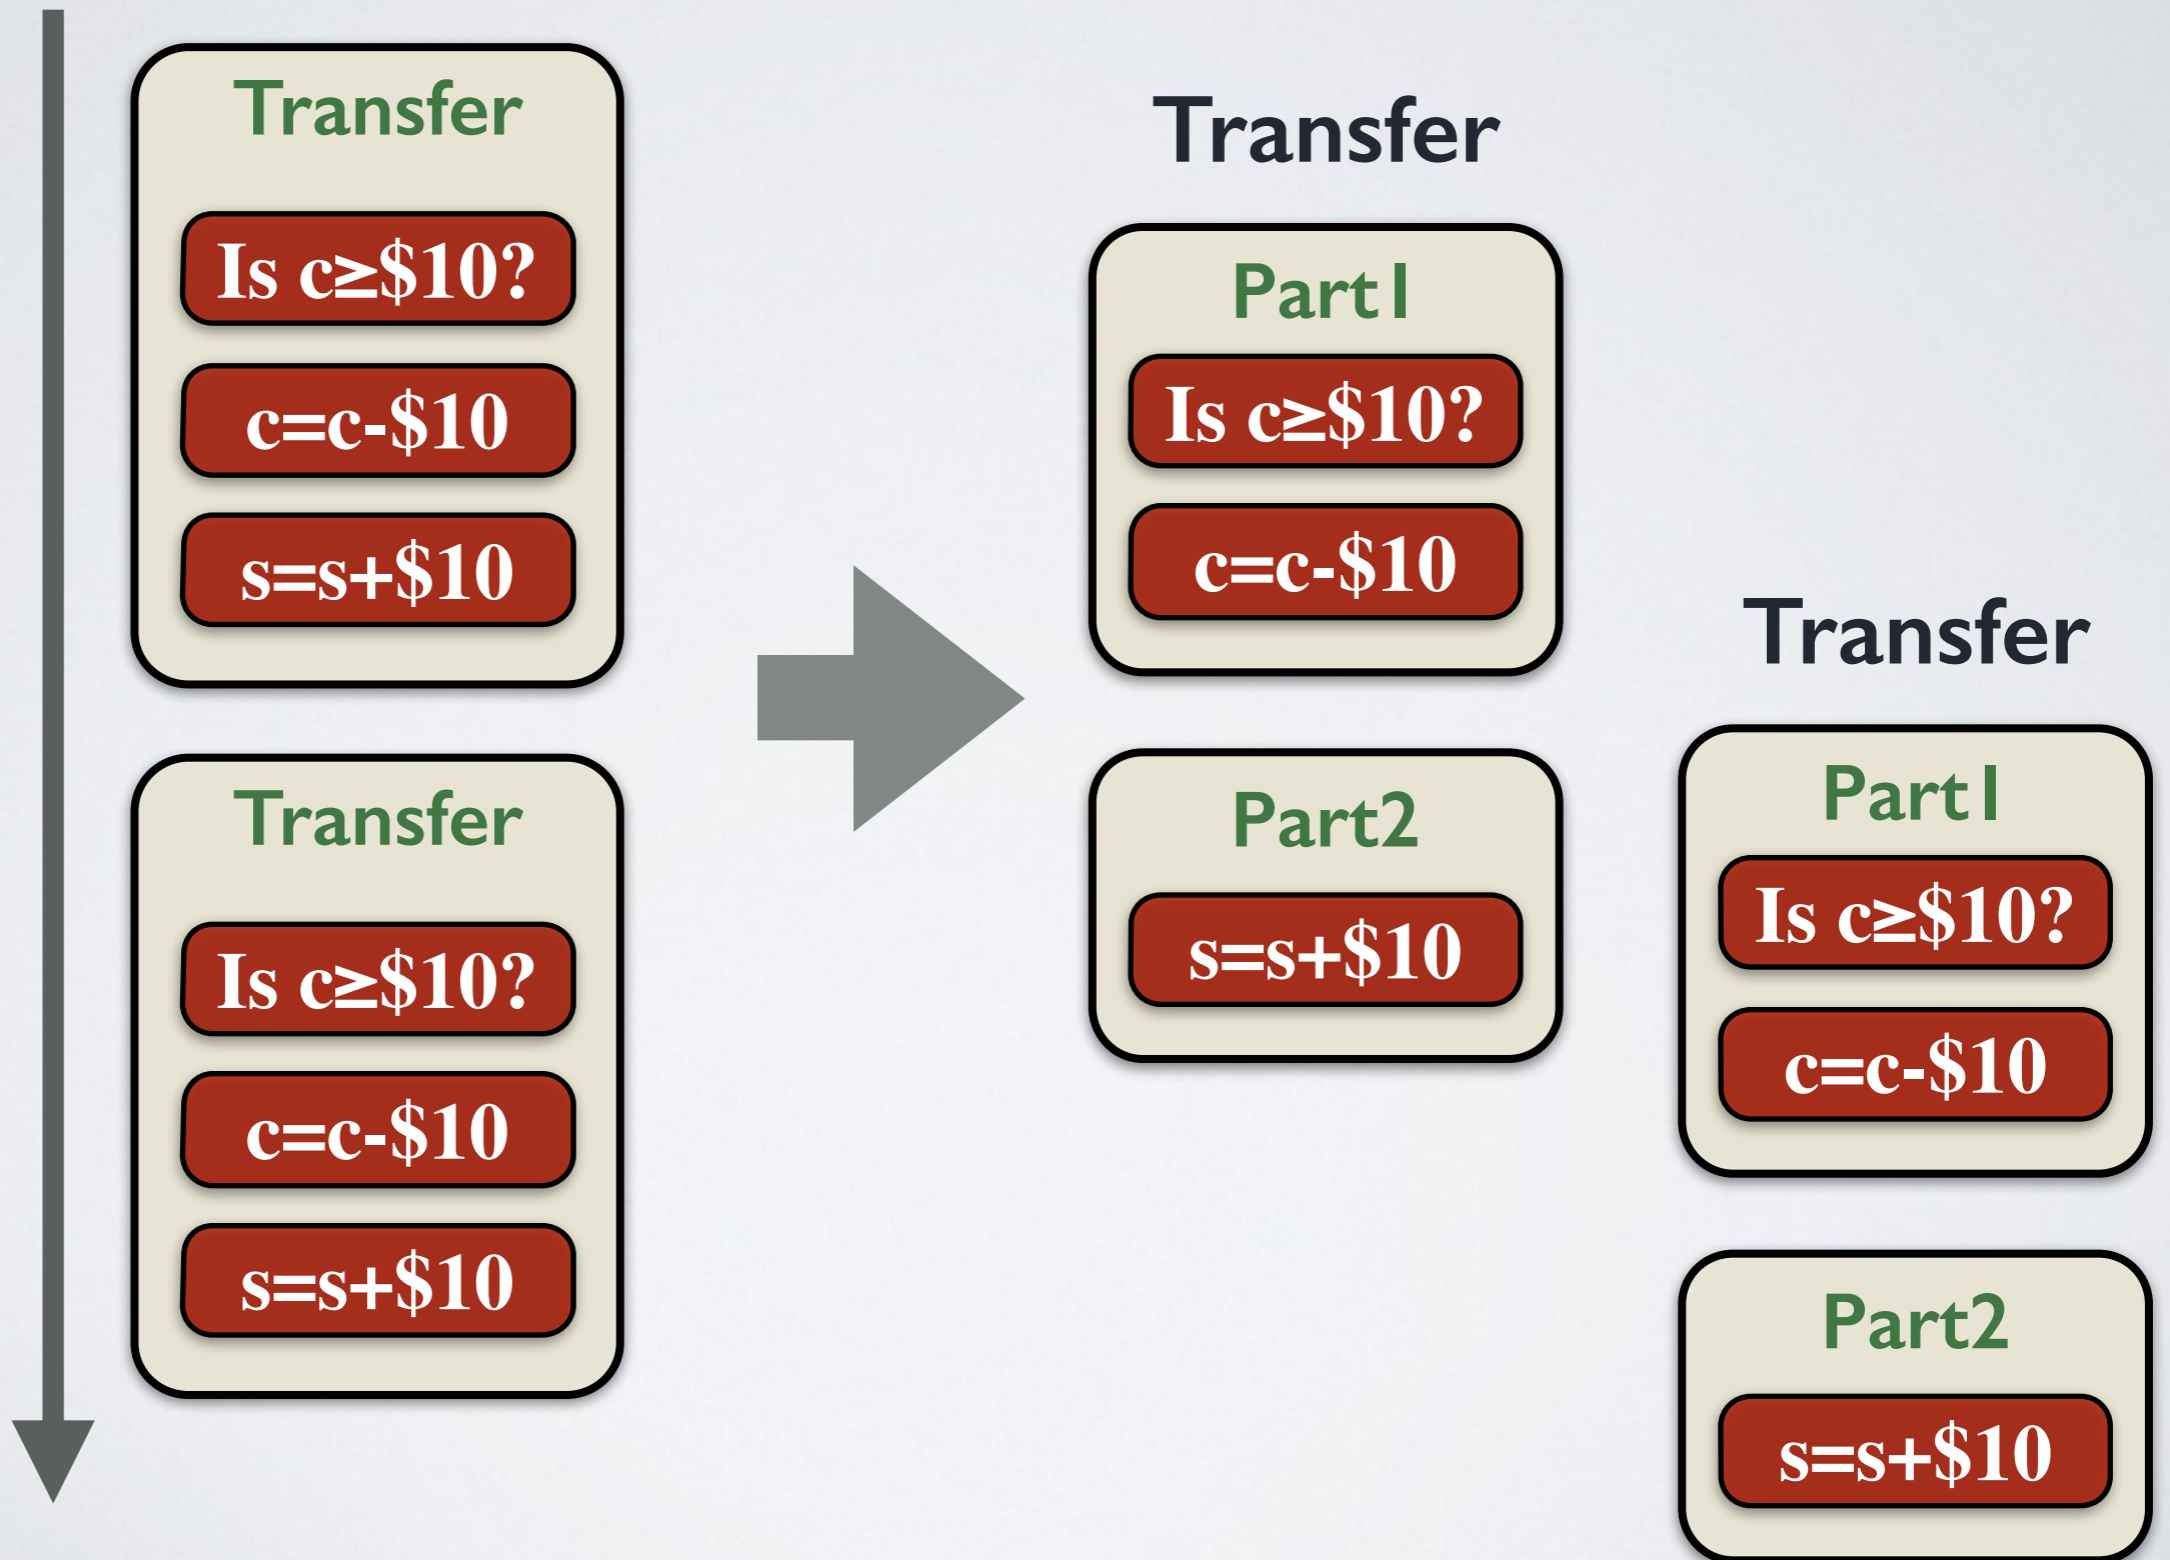 Transfer
Is c≥$10?
c=c-$10
s=s+$10
Transfer
Is c≥$10?
c=c-$10
s=s+$10
Transfer
Part1
Is c≥$10?
c=c-$10
Part2
s=s+$10
Transfer
Part1
Is c≥$10?
c=c-$10
Part2
s=s+$10